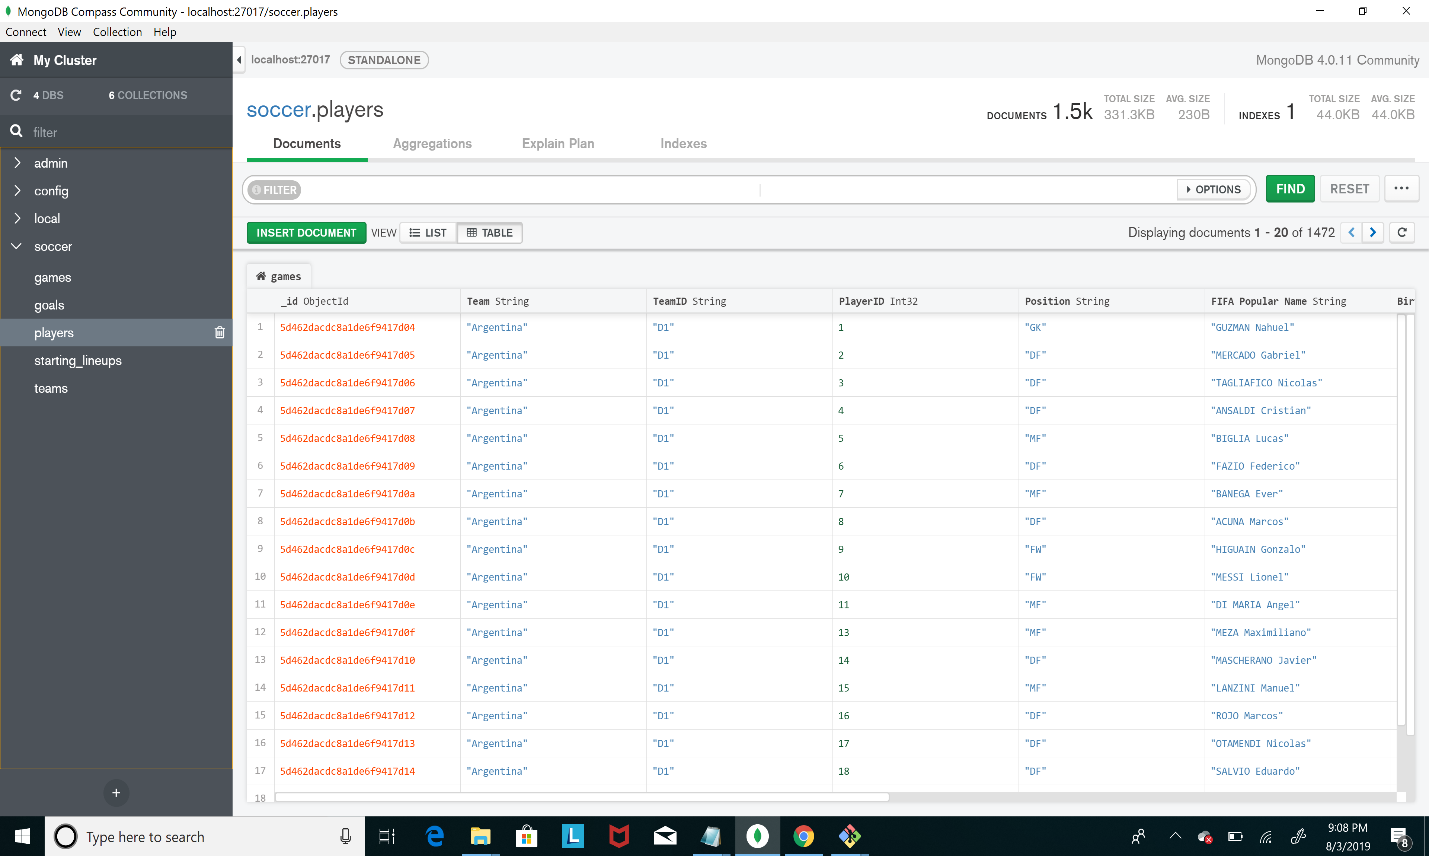 MongoDB Compass Community - localhost:27017/soccer.players
Connect View Collection Help
My Cluster
4 DBS 6 COLLECTIONS
filter
admin
config
local
soccer
games
goals
players
starting_lineups
teams
localhost:27017 STANDALONE
MongoDB 4.0.11 Community
soccer.players
DOCUMENTS 1.5k TOTAL SIZE 331.3KB AVG. SIZE 230B INDEXES 1 TOTAL SIZE 44.0KB AVG. SIZE 44.0KB
Documents Aggregations Explain Plan Indexes
FILTER OPTIONS FIND RESET ...
INSERT DOCUMENT VIEW LIST TABLE Displaying documents 1 - 20 of 1472
games
_id ObjectId Team String TeamID String PlayerID Int32 Position String FIFA Popular Name String Bir
1 5d462dacdc8a1de6f9417d04 "Argentina" "D1" 1 "GK" "GUZMAN Nahuel"
2 5d462dacdc8a1de6f9417d05 "Argentina" "D1" 2 "DF" "MERCADO Gabriel"
3 5d462dacdc8a1de6f9417d06 "Argentina" "D1" 3 "DF" "TAGLIAFICO Nicolas"
4 5d462dacdc8a1de6f9417d07 "Argentina" "D1" 4 "DF" "ANSALDI Cristian"
5 5d462dacdc8a1de6f9417d08 "Argentina" "D1" 5 "MF" "BIGLIA Lucas"
6 5d462dacdc8a1de6f9417d09 "Argentina" "D1" 6 "DF" "FAZIO Federico"
7 5d462dacdc8a1de6f9417d0a "Argentina" "D1" 7 "MF" "BANEGA Ever"
8 5d462dacdc8a1de6f9417d0b "Argentina" "D1" 8 "DF" "ACUNA Marcos"
9 5d462dacdc8a1de6f9417d0c "Argentina" "D1" 9 "FW" "HIGUAIN Gonzalo"
10 5d462dacdc8a1de6f9417d0d "Argentina" "D1" 10 "FW" "MESSI Lionel"
11 5d462dacdc8a1de6f9417d0e "Argentina" "D1" 11 "MF" "DI MARIA Angel"
12 5d462dacdc8a1de6f9417d0f "Argentina" "D1" 13 "MF" "MEZA Maximiliano"
13 5d462dacdc8a1de6f9417d10 "Argentina" "D1" 14 "DF" "MASCHERANO Javier"
14 5d462dacdc8a1de6f9417d11 "Argentina" "D1" 15 "MF" "LANZINI Manuel"
15 5d462dacdc8a1de6f9417d12 "Argentina" "D1" 16 "DF" "ROJO Marcos"
16 5d462dacdc8a1de6f9417d13 "Argentina" "D1" 17 "DF" "OTAMENDI Nicolas"
17 5d462dacdc8a1de6f9417d14 "Argentina" "D1" 18 "DF" "SALVIO Eduardo"
18
Type here to search
9:08 PM
8/3/2019
8